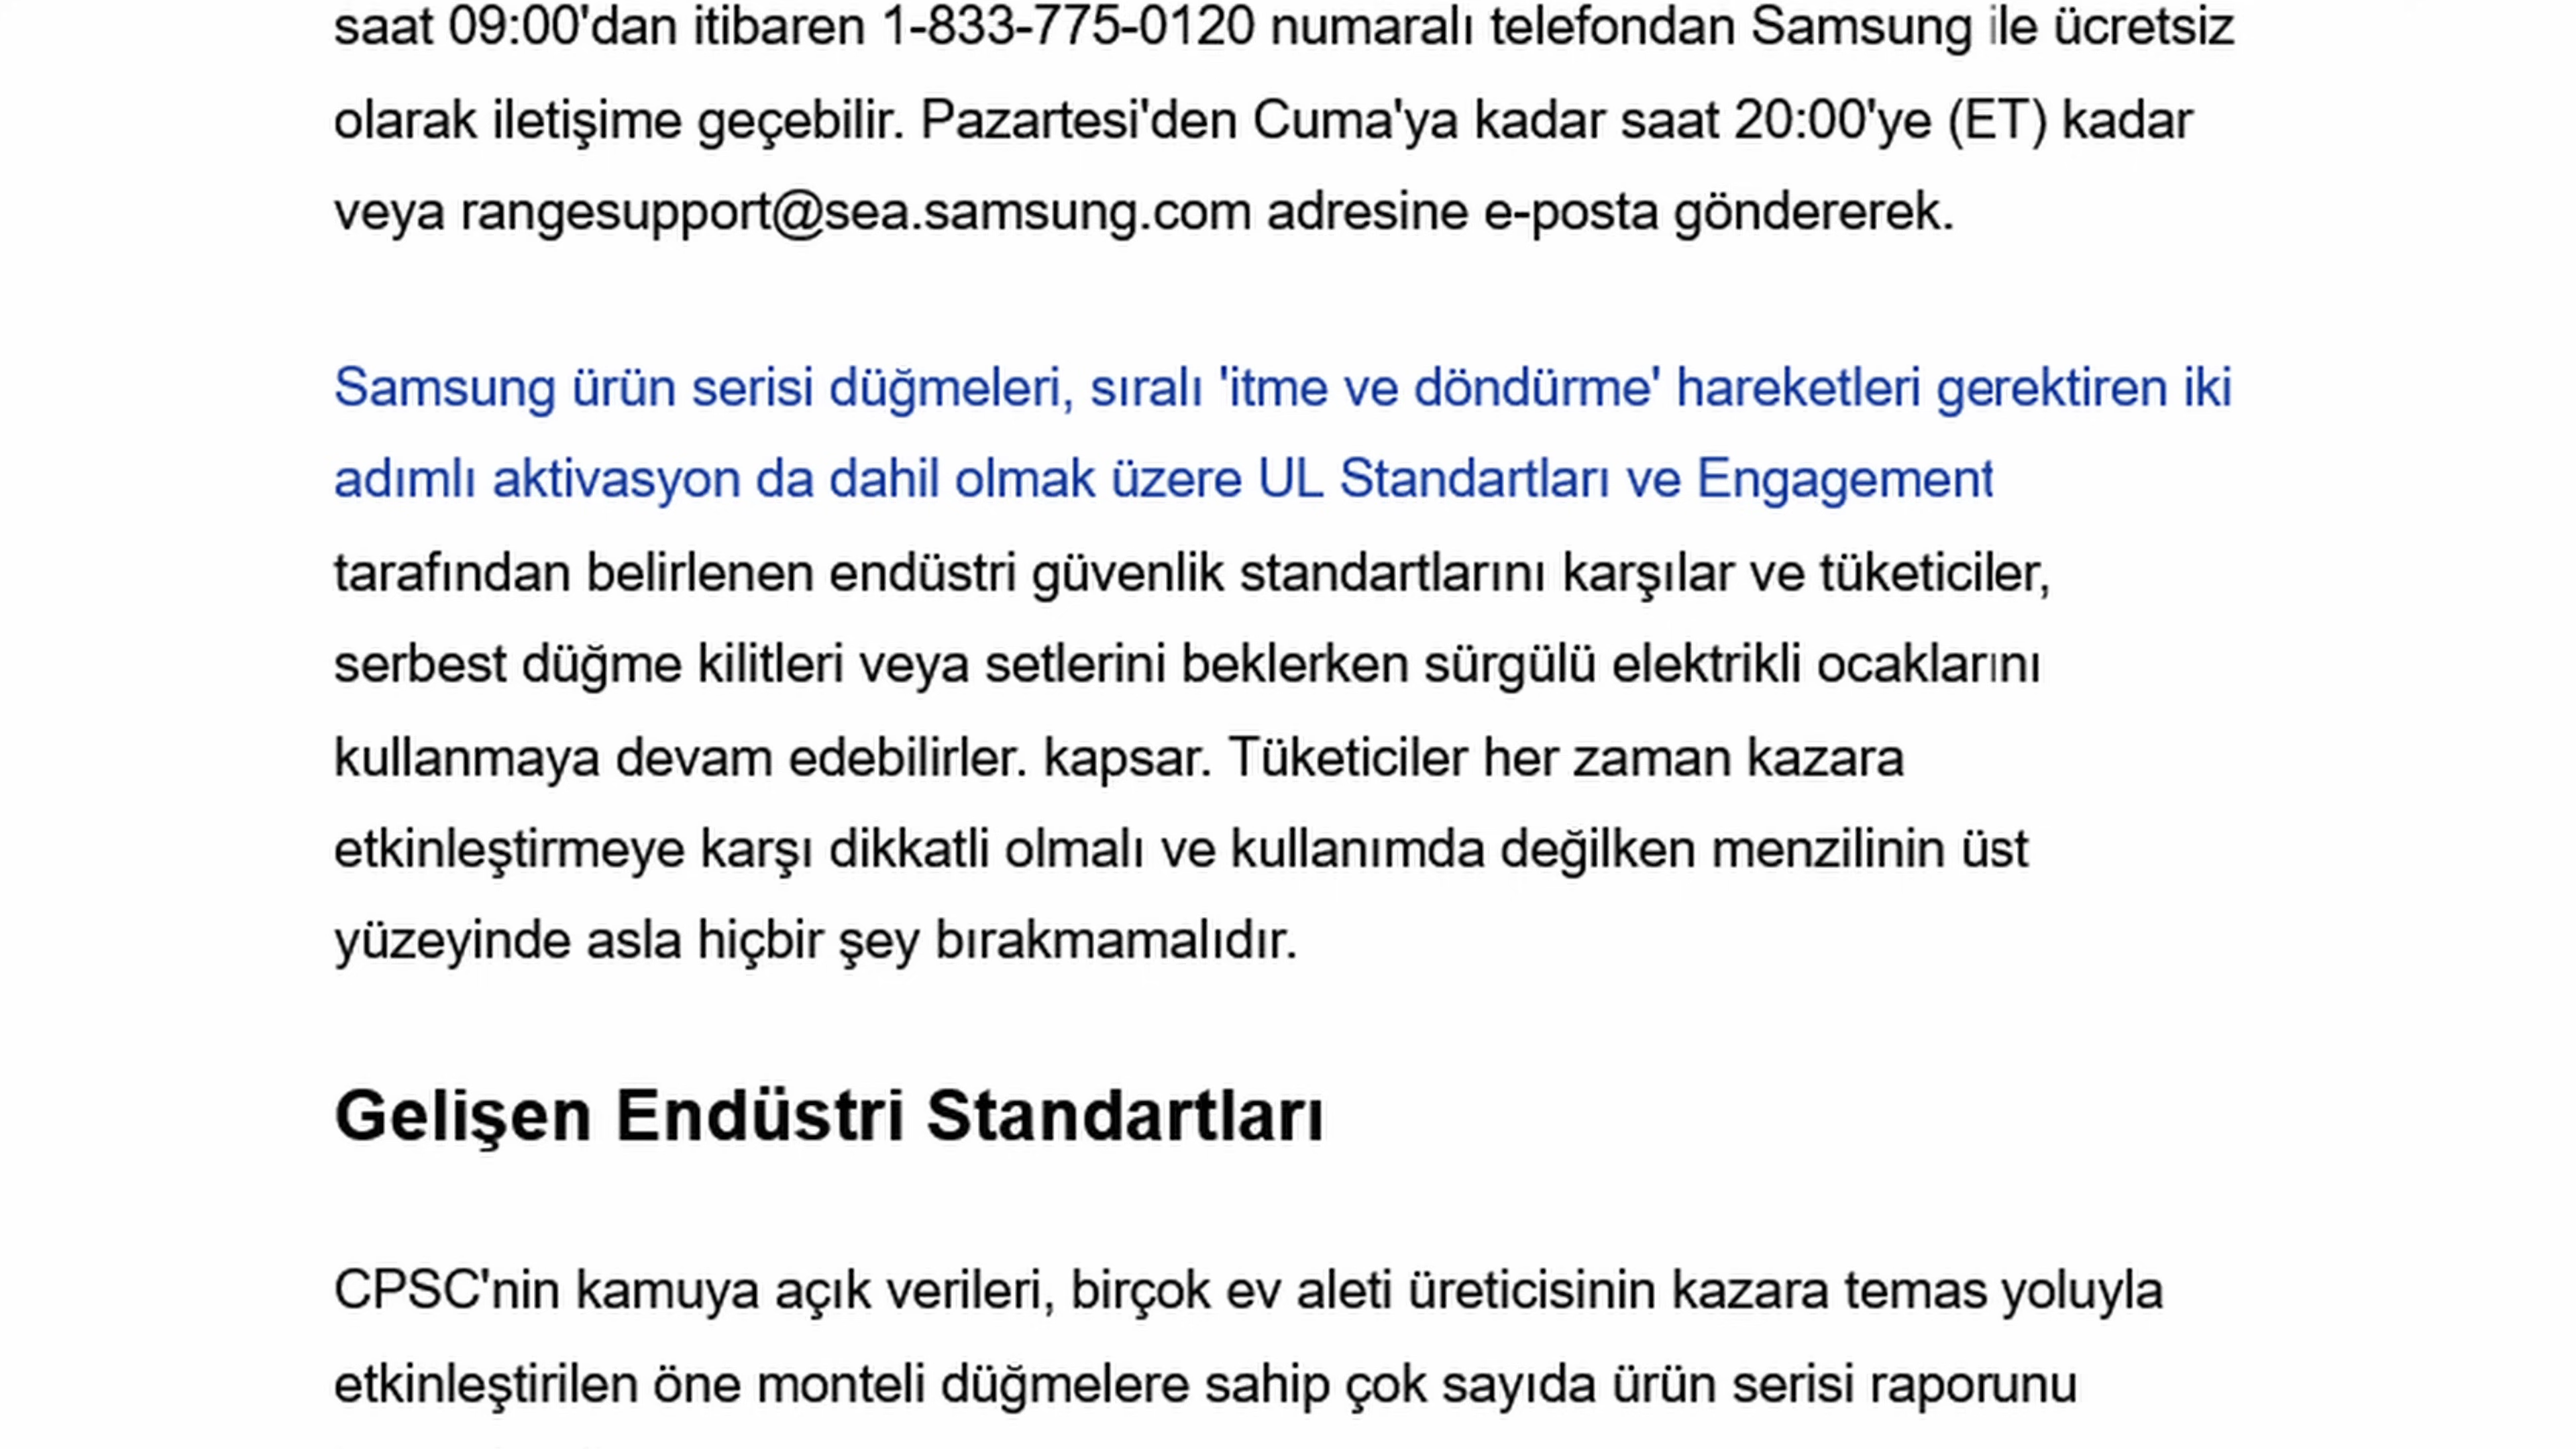 saat 09:00'dan itibaren 1-833-775-0120 numaralı telefondan Samsung ile ücretsiz
olarak iletişime geçebilir. Pazartesi'den Cuma'ya kadar saat 20:00'ye (ET) kadar
veya rangesupport@sea.samsung.com adresine e-posta göndererek.
Samsung ürün serisi düğmeleri, sıralı 'itme ve döndürme' hareketleri gerektiren iki
adımlı aktivasyon da dahil olmak üzere UL Standartları ve Engagement
tarafından belirlenen endüstri güvenlik standartlarını karşılar ve tüketiciler,
serbest düğme kilitleri veya setlerini beklerken sürgülü elektrikli ocaklarını
kullanmaya devam edebilirler. kapsar. Tüketiciler her zaman kazara
etkinleştirmeye karşı dikkatli olmalı ve kullanımda değilken menzilinin üst
yüzeyinde asla hiçbir şey bırakmamalıdır.
Gelişen Endüstri Standartları
CPSC'nin kamuya açık verileri, birçok ev aleti üreticisinin kazara temas yoluyla
etkinleştirilen öne monteli düğmelere sahip çok sayıda ürün serisi raporunu